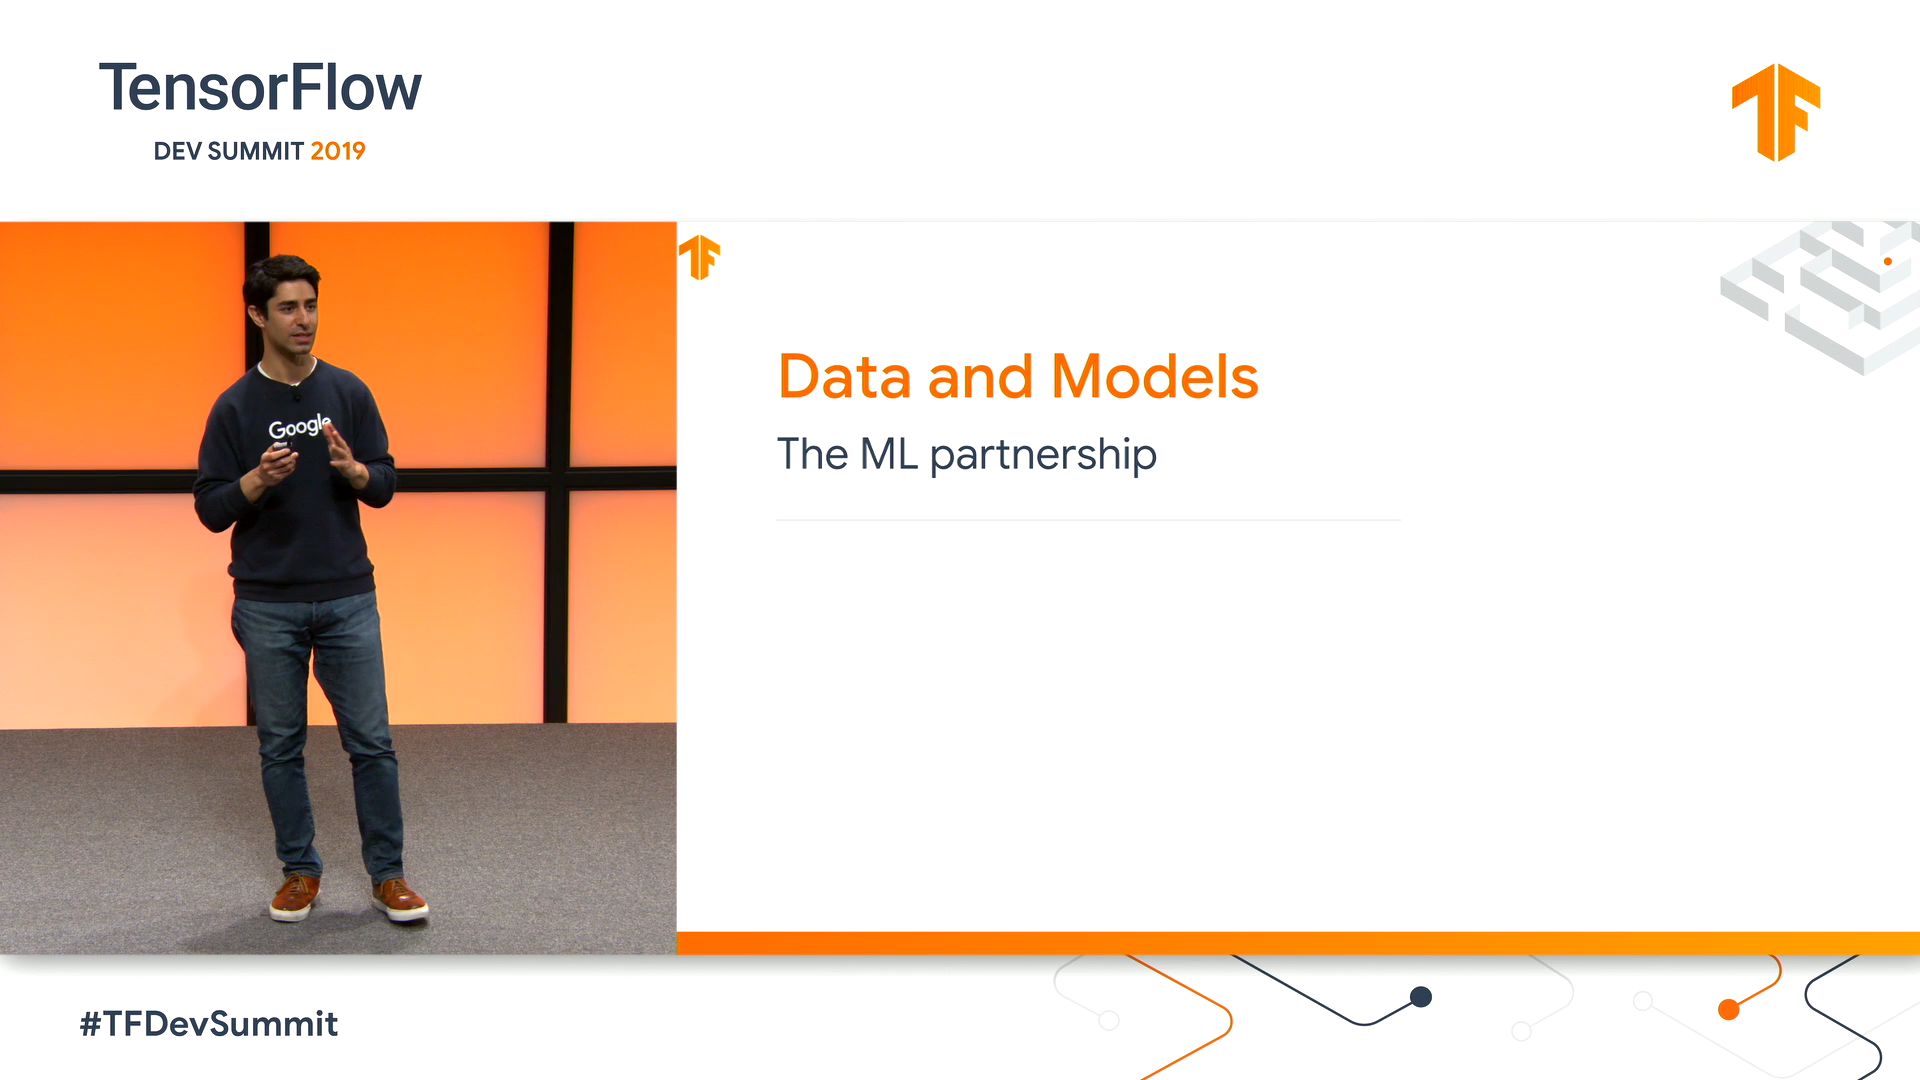 TensorFlow
DEV SUMMIT 2019
Google
Data and Models
The ML partnership
#TFDevSummit